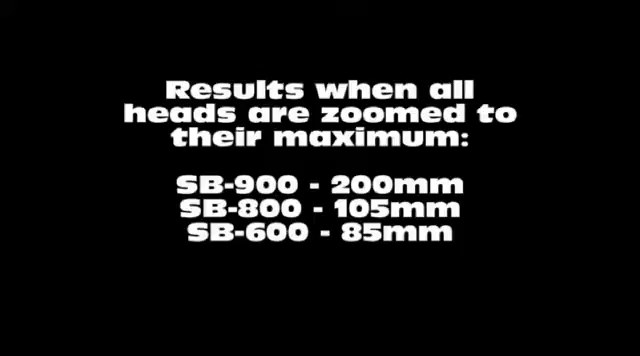 Results when all
heads are zoomed to
their maximum:
SB-900 - 200mm
SB-800 - 105mm
SB-600 - 85mm